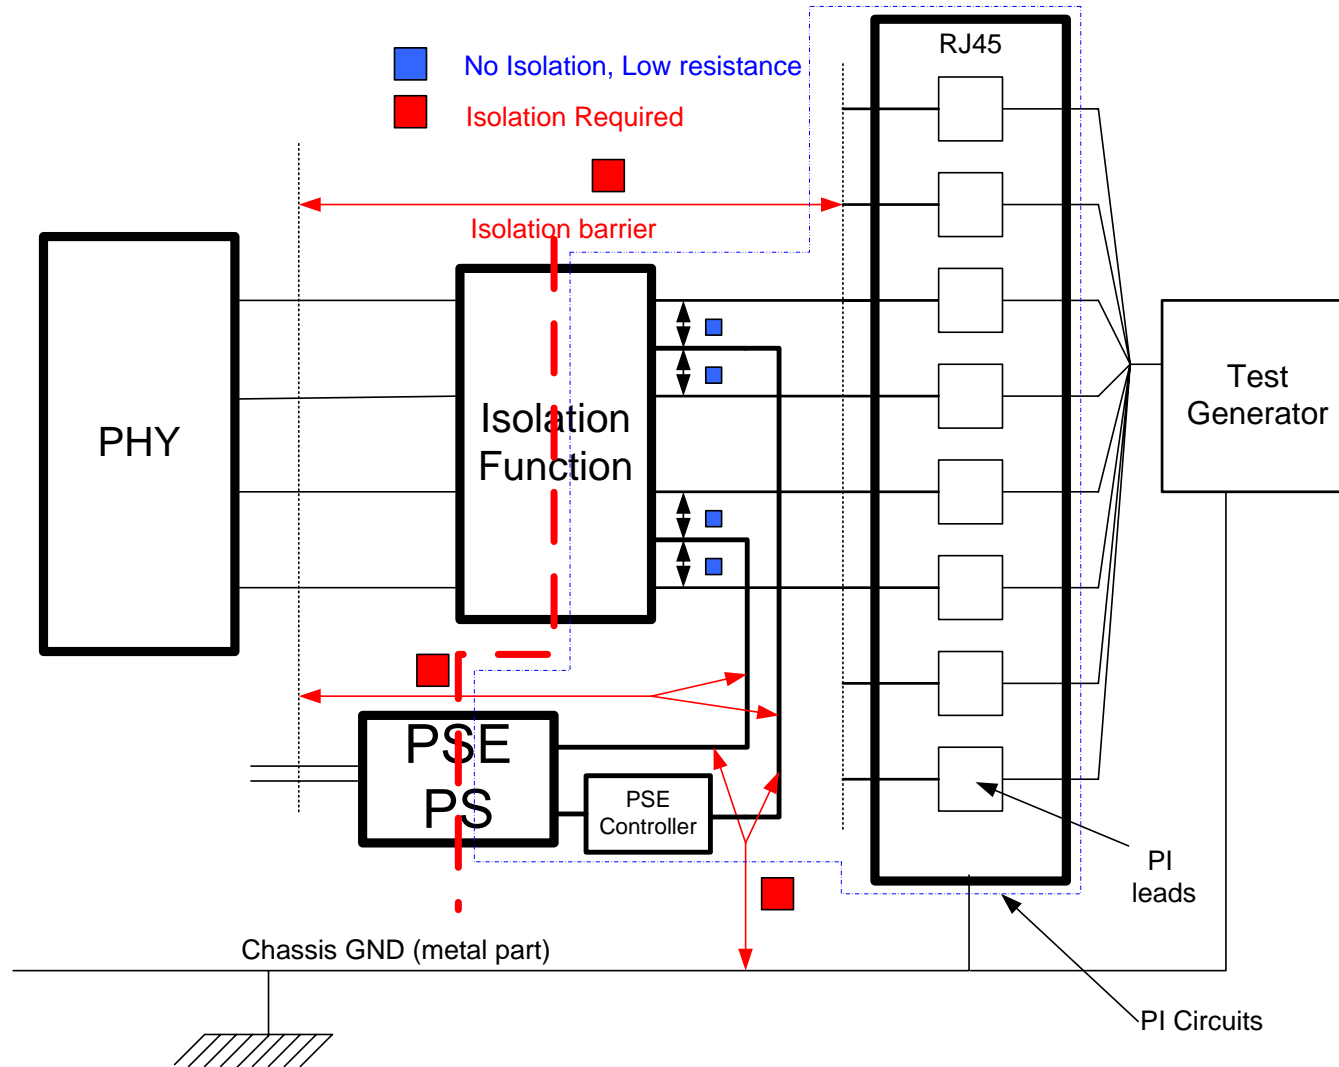 RJ45
No Isolation, Low resistance
Isolation Required
Isolation barrier
PHY
Isolation
Function
Test
Generator
PSE
PS
PSE
Controller
PI
leads
Chassis GND (metal part)
PI Circuits